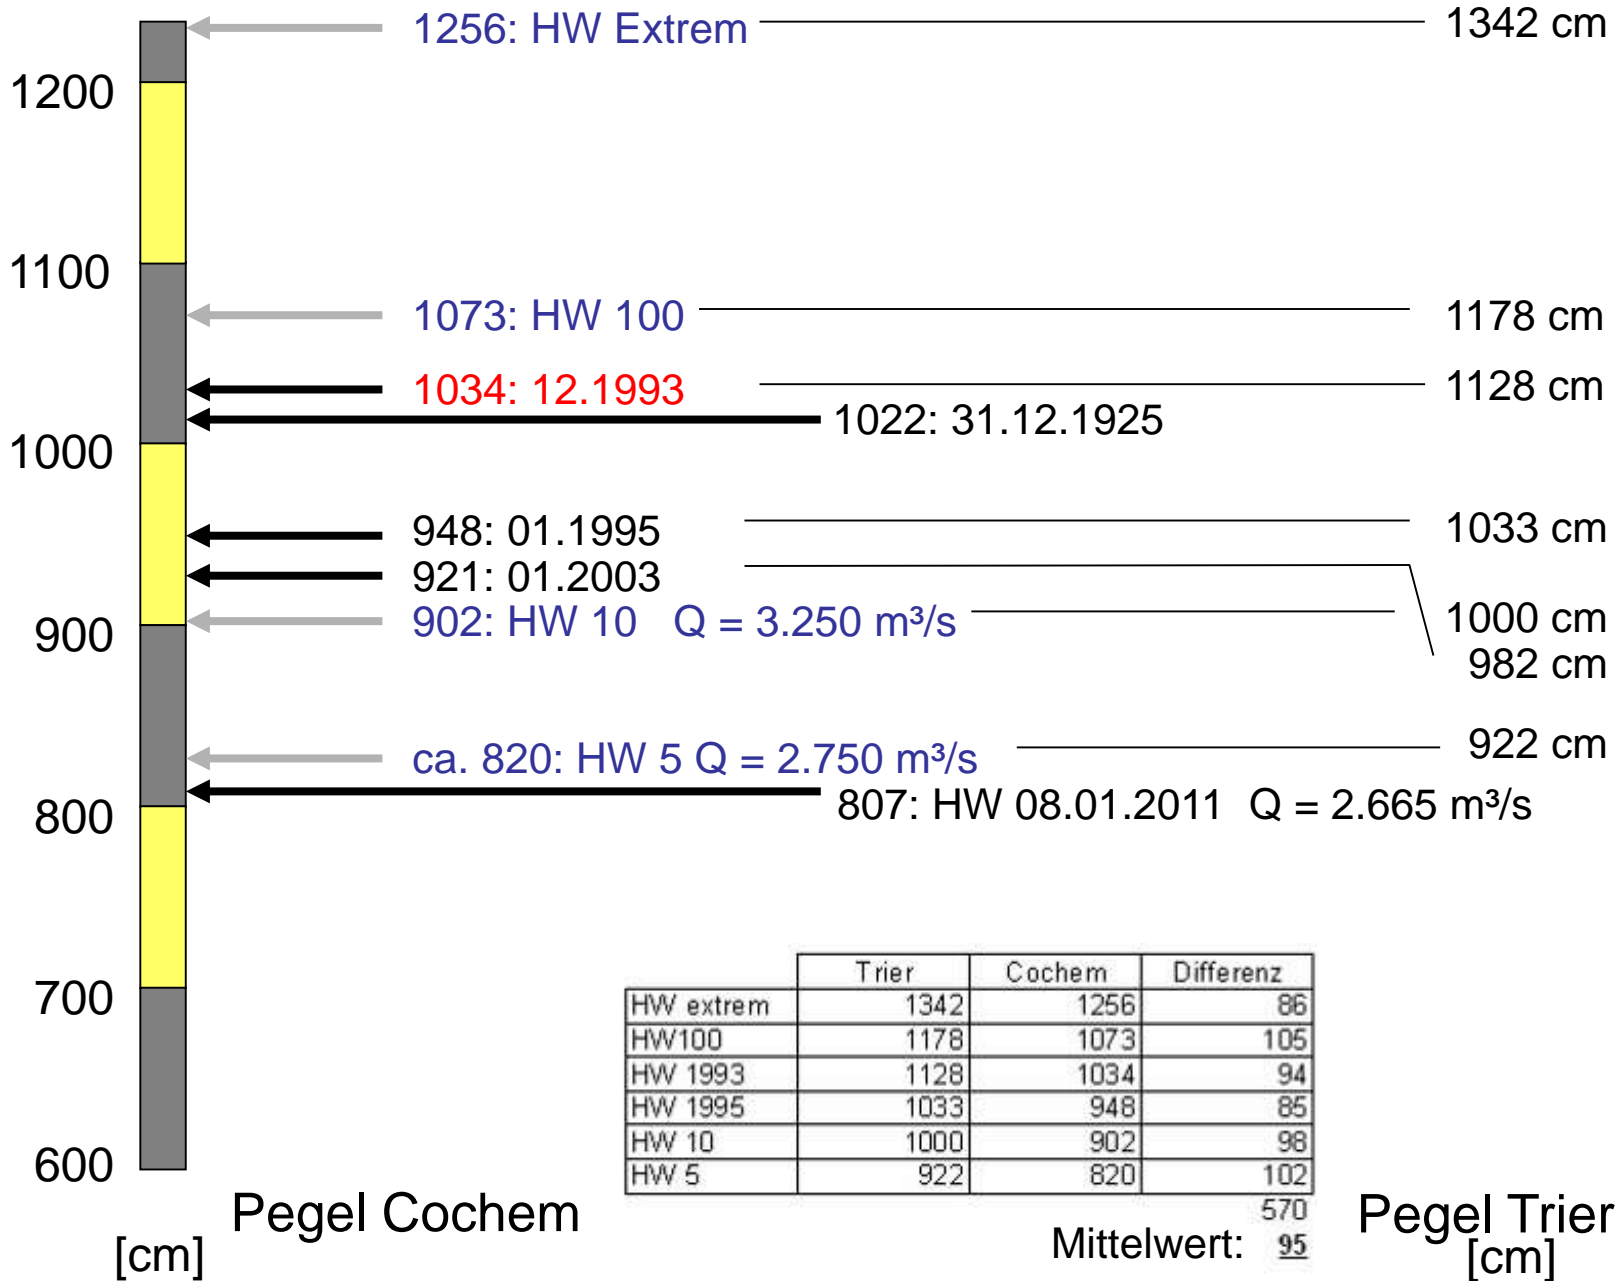 1256: HW Extrem 1342 cm
1200
1100
1073: HW 100 1178 cm
1034: 12.1993 1128 cm
1022: 31.12.1925
1000
948: 01.1995 1033 cm
921: 01.2003
902: HW 10 Q = 3.250 m³/s 1000 cm
900
982 cm
ca. 820: HW 5 Q = 2.750 m³/s 922 cm
807: HW 08.01.2011 Q = 2.665 m³/s
800
700
600
Trier Cochem Differenz
HW extrem 1342 1256 86
HW100 1178 1073 105
HW 1993 1128 1034 94
HW 1995 1033 948 85
HW 10 1000 902 98
HW 5 922 820 102
570
Mittelwert: 95
Pegel Cochem
[cm]
Pegel Trier
[cm]